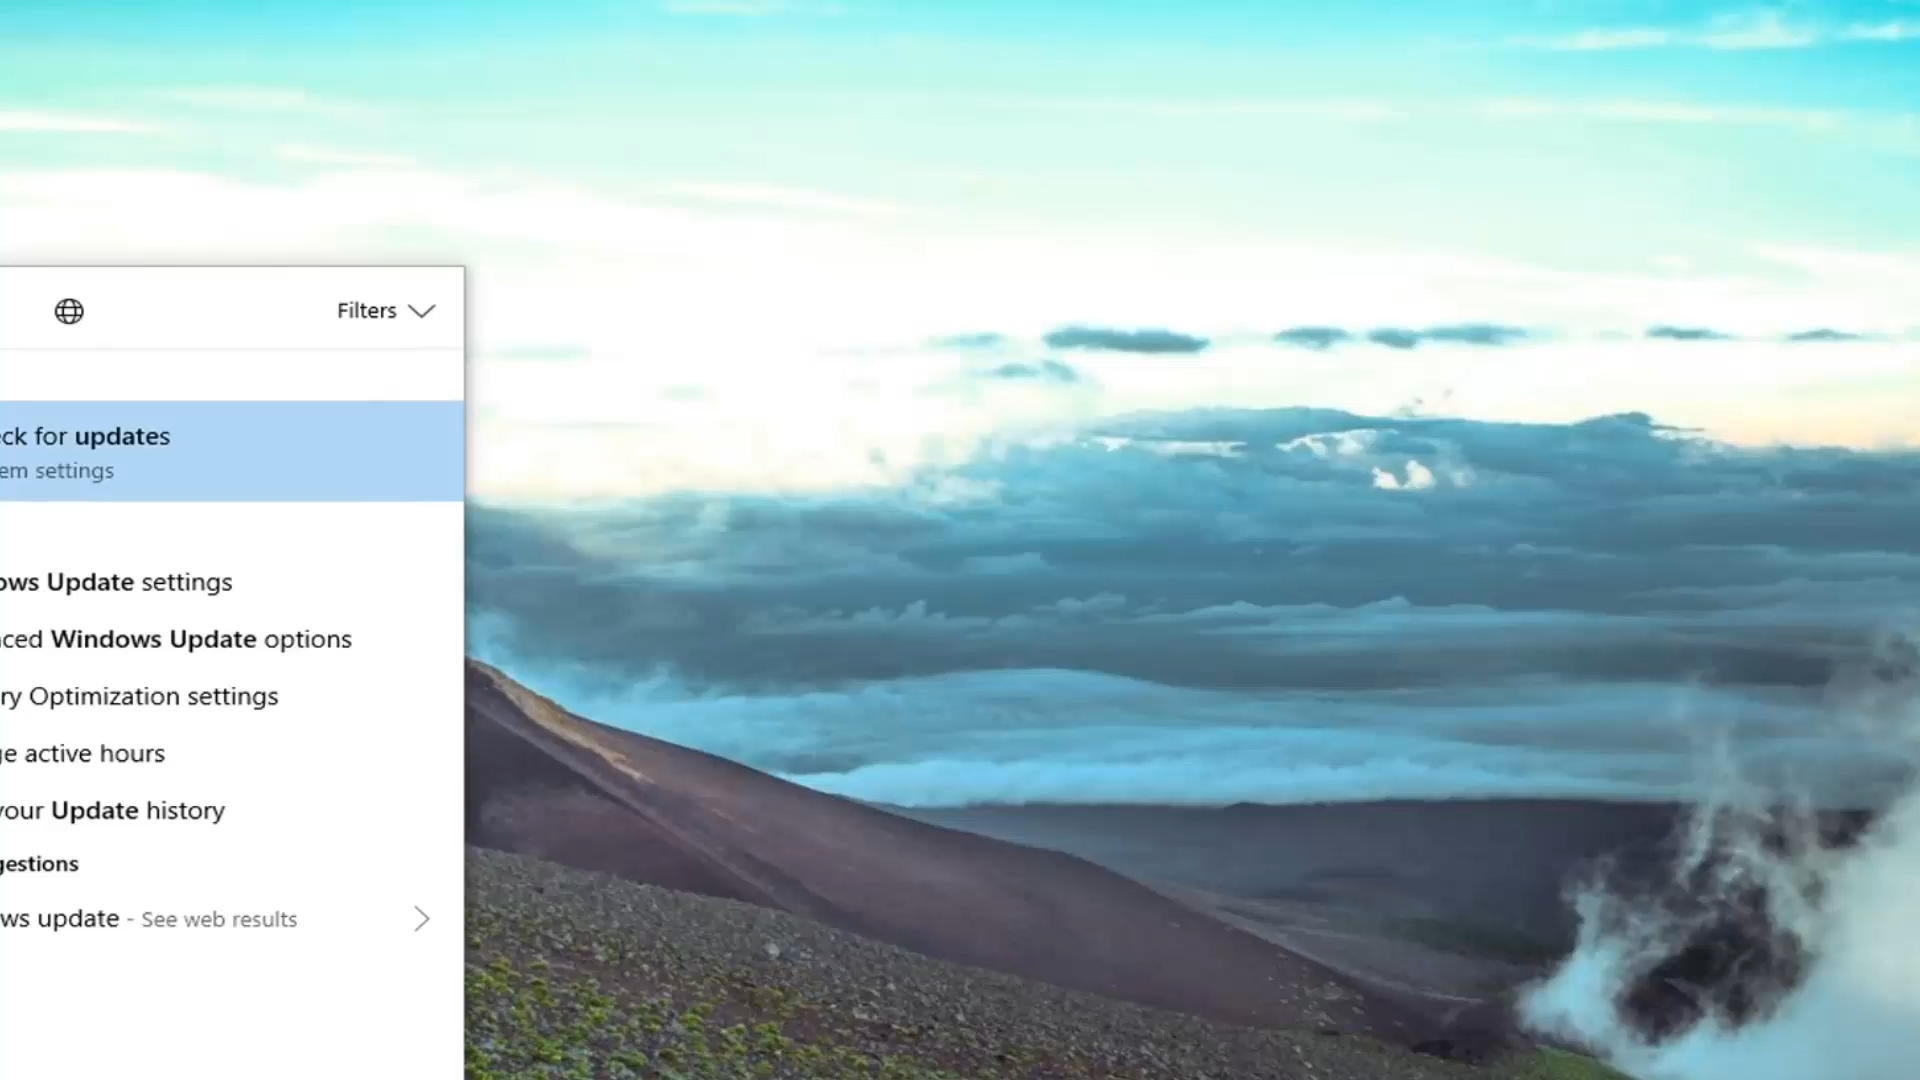 Filters
ck for updates
em settings
ows Update settings
ced Windows Update options
ry Optimization settings
ge active hours
your Update history
gestions
ws update - See web results